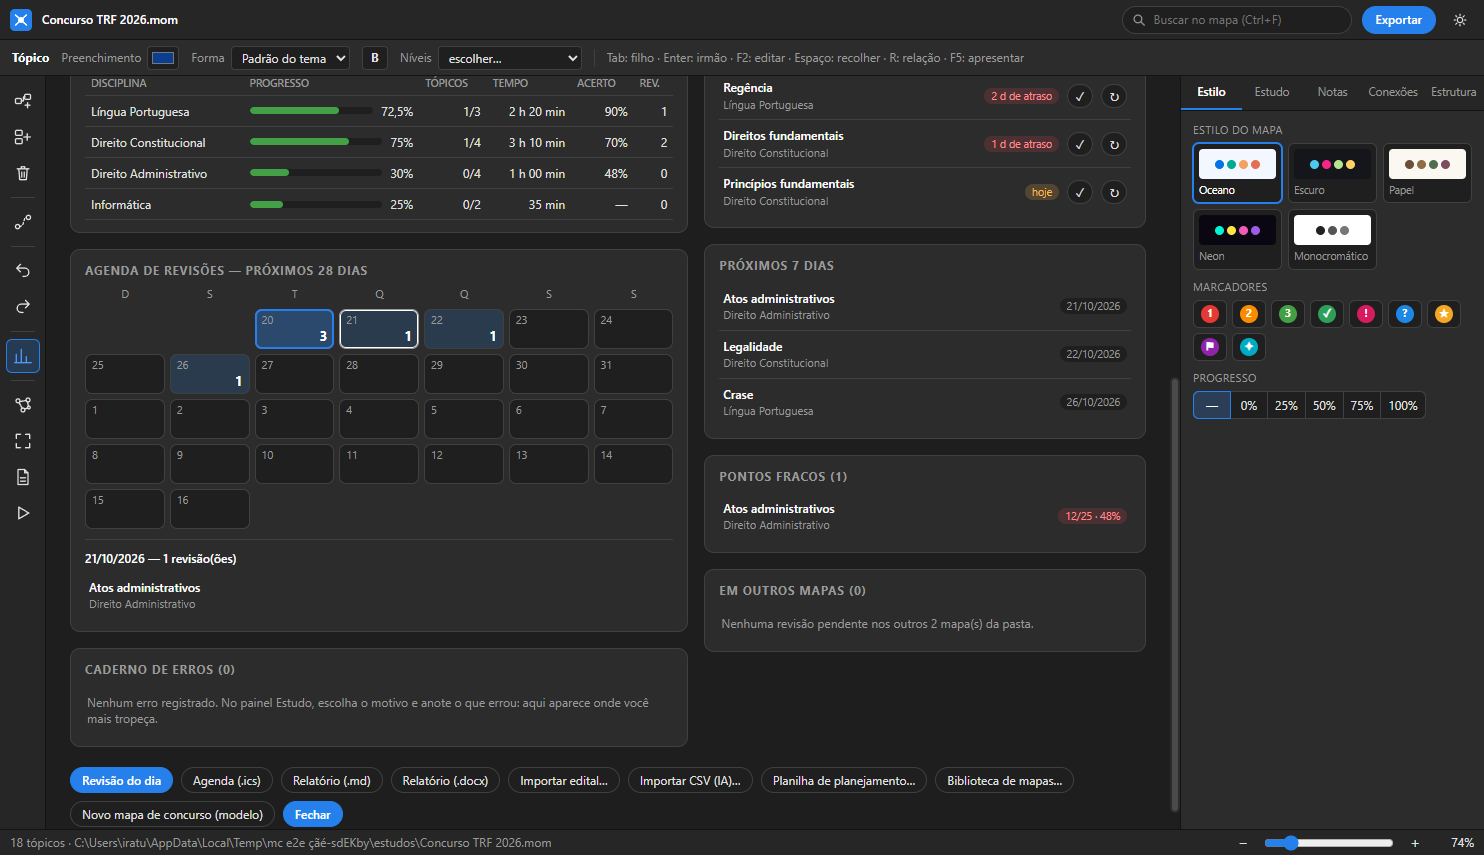 Concurso TRF 2026.mom
Buscar no mapa (Ctrl+F)
Exportar
Tópico
Preenchimento
Forma
Padrão do tema
B
Níveis
escolher...
Tab: filho · Enter: irmão · F2: editar · Espaço: recolher · R: relação · F5: apresentar
DISCIPLINA PROGRESSO TÓPICOS TEMPO ACERTO REV.
Língua Portuguesa 72,5% 1/3 2 h 20 min 90% 1
Direito Constitucional 75% 1/4 3 h 10 min 70% 2
Direito Administrativo 30% 0/4 1 h 00 min 48% 0
Informática 25% 0/2 35 min — 0
AGENDA DE REVISÕES — PRÓXIMOS 28 DIAS
D S T Q Q S S
20 3 21 1 22 1 23 24
25 26 1 27 28 29 30 31
1 2 3 4 5 6 7
8 9 10 11 12 13 14
15 16
21/10/2026 — 1 revisão(ões)
Atos administrativos
Direito Administrativo
CADERNO DE ERROS (0)
Nenhum erro registrado. No painel Estudo, escolha o motivo e anote o que errou: aqui aparece onde você
mais tropeça.
Regência
Língua Portuguesa
2 d de atraso
Direitos fundamentais
Direito Constitucional
1 d de atraso
Princípios fundamentais
Direito Constitucional
hoje
PRÓXIMOS 7 DIAS
Atos administrativos
Direito Administrativo
21/10/2026
Legalidade
Direito Constitucional
22/10/2026
Crase
Língua Portuguesa
26/10/2026
PONTOS FRACOS (1)
Atos administrativos
Direito Administrativo
12/25 · 48%
EM OUTROS MAPAS (0)
Nenhuma revisão pendente nos outros 2 mapa(s) da pasta.
Revisão do dia
Agenda (.ics)
Relatório (.md)
Relatório (.docx)
Importar edital...
Importar CSV (IA)...
Planilha de planejamento...
Biblioteca de mapas...
Novo mapa de concurso (modelo)
Fechar
Estilo Estudo Notas Conexões Estrutura
ESTILO DO MAPA
Oceano
Escuro
Papel
Neon
Monocromático
MARCADORES
1 2 3 ! ?
PROGRESSO
— 0% 25% 50% 75% 100%
18 tópicos · C:\Users\iratu\AppData\Local\Temp\mc e2e çãé-sdEKby\estudos\Concurso TRF 2026.mom
− + 74%